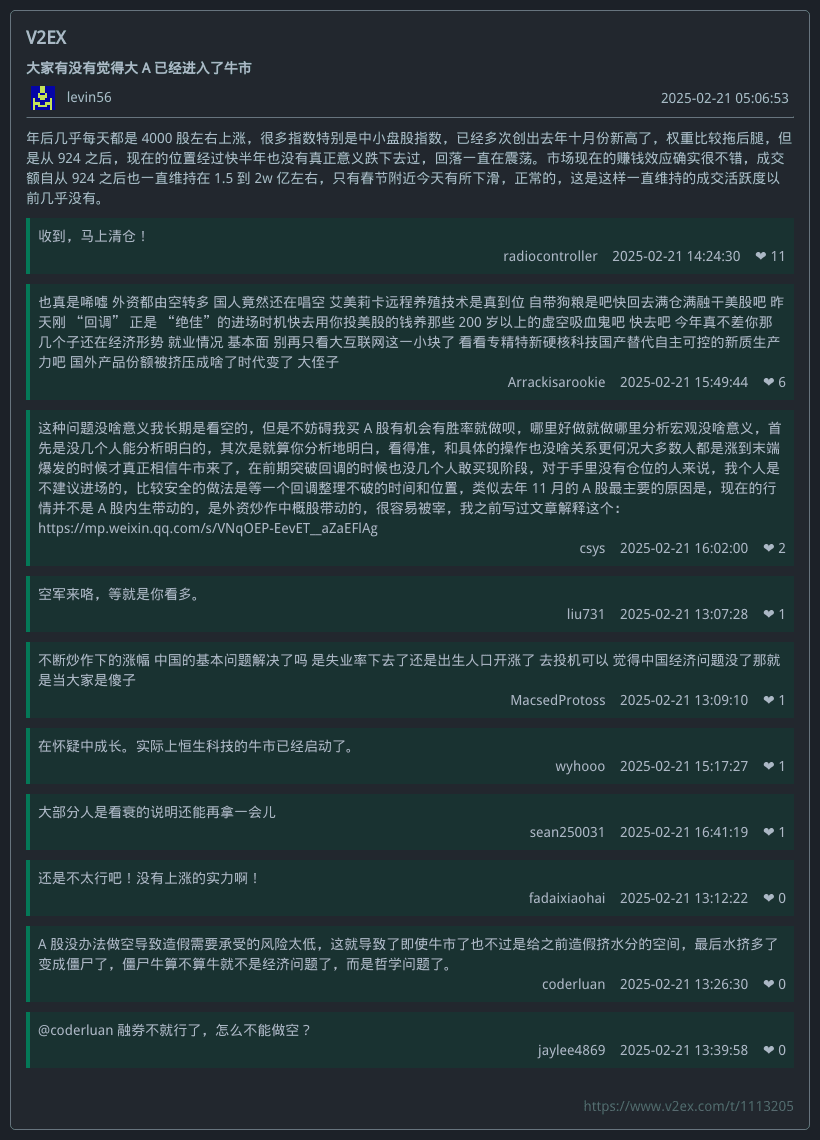 V2EX
大家有没有觉得大 A 已经进入了牛市
levin56
2025-02-21 05:06:53
年后几乎每天都是 4000 股左右上涨，很多指数特别是中小盘股指数，已经多次创出去年十月份新高了，权重比较拖后腿，但
是从 924 之后，现在的位置经过快半年也没有真正意义跌下去过，回落一直在震荡。市场现在的赚钱效应确实很不错，成交
额自从 924 之后也一直维持在 1.5 到 2w 亿左右，只有春节附近今天有所下滑，正常的，这是这样一直维持的成交活跃度以
前几乎没有。
收到，马上清仓！
radiocontroller 2025-02-21 14:24:30 ❤ 11
也真是唏嘘 外资都由空转多 国人竟然还在唱空 艾美莉卡远程养殖技术是真到位 自带狗粮是吧快回去满仓满融干美股吧 昨
天刚 “回调” 正是 “绝佳”的进场时机快去用你投美股的钱养那些 200 岁以上的虚空吸血鬼吧 快去吧 今年真不差你那
几个子还在经济形势 就业情况 基本面 别再只看大互联网这一小块了 看看专精特新硬核科技国产替代自主可控的新质生产
力吧 国外产品份额被挤压成啥了时代变了 大侄子
Arrackisarookie 2025-02-21 15:49:44 ❤ 6
这种问题没啥意义我长期是看空的，但是不妨碍我买 A 股有机会有胜率就做呗，哪里好做就做哪里分析宏观没啥意义，首
先是没几个人能分析明白的，其次是就算你分析地明白，看得准，和具体的操作也没啥关系更何况大多数人都是涨到末端
爆发的时候才真正相信牛市来了，在前期突破回调的时候也没几个人敢买现阶段，对于手里没有仓位的人来说，我个人是
不建议进场的，比较安全的做法是等一个回调整理不破的时间和位置，类似去年 11 月的 A 股最主要的原因是，现在的行
情并不是 A 股内生带动的，是外资炒作中概股带动的，很容易被宰，我之前写过文章解释这个：
https://mp.weixin.qq.com/s/VNqOEP-EevET__aZaEFlAg
csys 2025-02-21 16:02:00 ❤ 2
空军来咯，等就是你看多。
liu731 2025-02-21 13:07:28 ❤ 1
不断炒作下的涨幅 中国的基本问题解决了吗 是失业率下去了还是出生人口开涨了 去投机可以 觉得中国经济问题没了那就
是当大家是傻子
MacsedProtoss 2025-02-21 13:09:10 ❤ 1
在怀疑中成长。实际上恒生科技的牛市已经启动了。
wyhooo 2025-02-21 15:17:27 ❤ 1
大部分人是看衰的说明还能再拿一会儿
sean250031 2025-02-21 16:41:19 ❤ 1
还是不太行吧！没有上涨的实力啊！
fadaixiaohai 2025-02-21 13:12:22 ❤ 0
A 股没办法做空导致造假需要承受的风险太低，这就导致了即使牛市了也不过是给之前造假挤水分的空间，最后水挤多了
变成僵尸了，僵尸牛算不算牛就不是经济问题了，而是哲学问题了。
coderluan 2025-02-21 13:26:30 ❤ 0
@coderluan 融券不就行了，怎么不能做空？
jaylee4869 2025-02-21 13:39:58 ❤ 0
https://www.v2ex.com/t/1113205